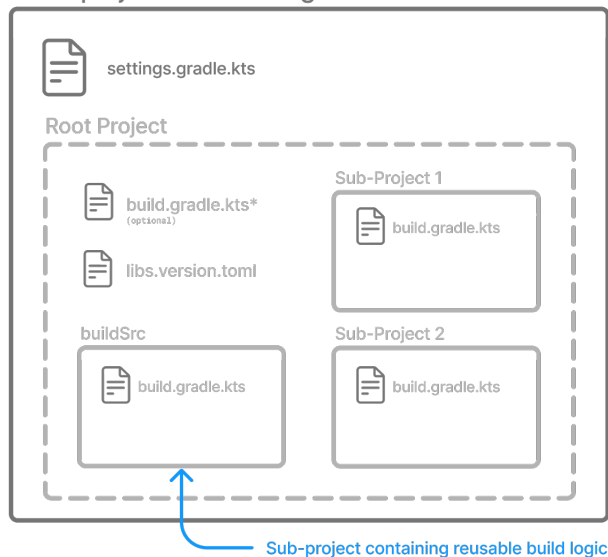 settings.gradle.kts
Root Project
build.gradle.kts*
(optional)
libs.version.toml
Sub-Project 1
build.gradle.kts
buildSrc
build.gradle.kts
Sub-Project 2
build.gradle.kts
Sub-project containing reusable build logic